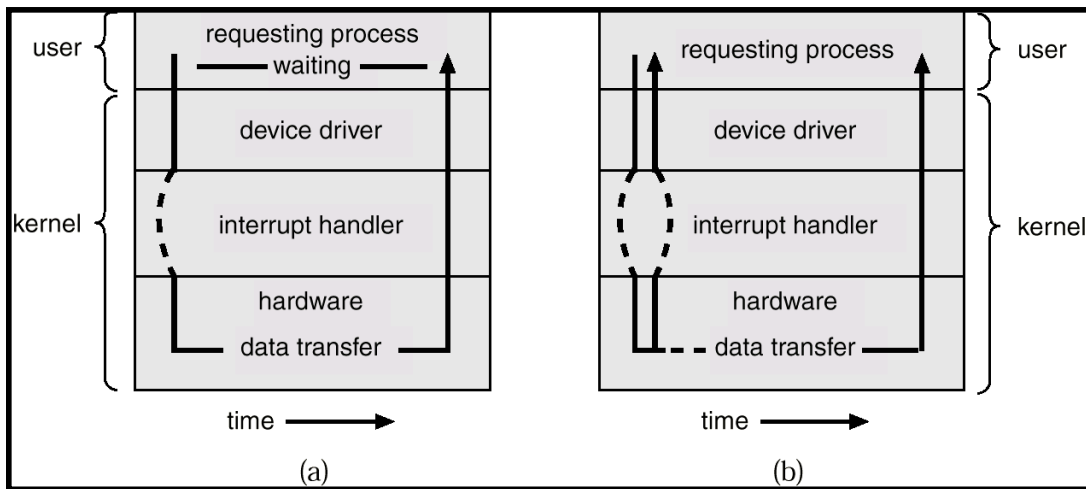 user
requesting process
waiting
device driver
kernel
interrupt handler
hardware
data transfer
time
(a)
requesting process
user
device driver
interrupt handler
kernel
hardware
data transfer
time
(b)